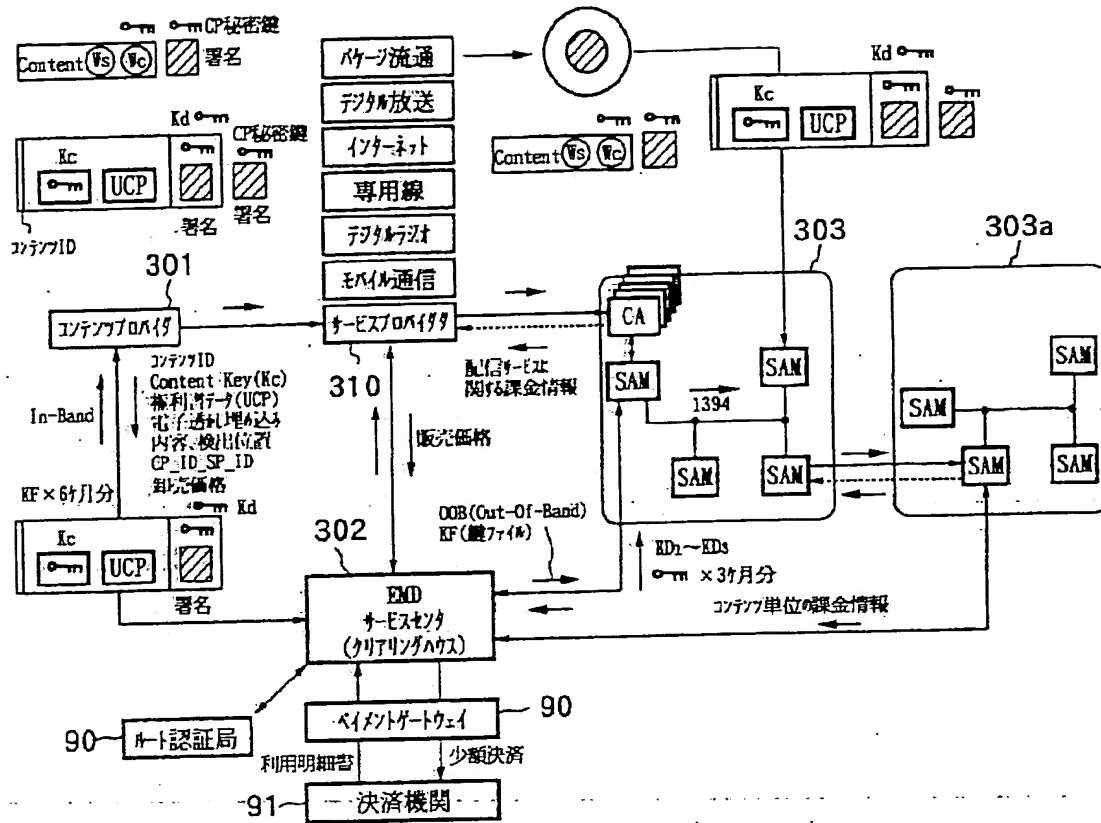 CP秘密鍵
Content Ws Wc
署名
Kd
CP秘密鍵
Kc
UCP
署名
署名
コンテンツID
パケージ流通
デジタル放送
インターネット
専用線
デジタルラジオ
モバイル通信
サービスプロバイダタ
310
Content Ws Wc
Kd
Kc
UCP
301
コンテンツプロバイダ
In-Band
コンテンツID
Content Key(Kc)
権利書データ(UCP)
電子透かし埋め込み
内容、検出位置
CP_ID_SP_ID
卸売価格
KF×6ヶ月分
Kd
Kc
UCP
署名
販売価格
配信サービスに
関する課金情報
303
CA
SAM
SAM
1394
SAM
SAM
303a
SAM
SAM
SAM
SAM
OOB(Out-Of-Band)
KF(鍵ファイル)
KD1～KD3
×3ケ月分
コンテンツ単位の課金情報
302
EMD
サービスセンタ
(クリアリングハウス)
90
ルート認証局
ペイメントゲートウェイ
90
利用明細書
少額決済
91
決済機関